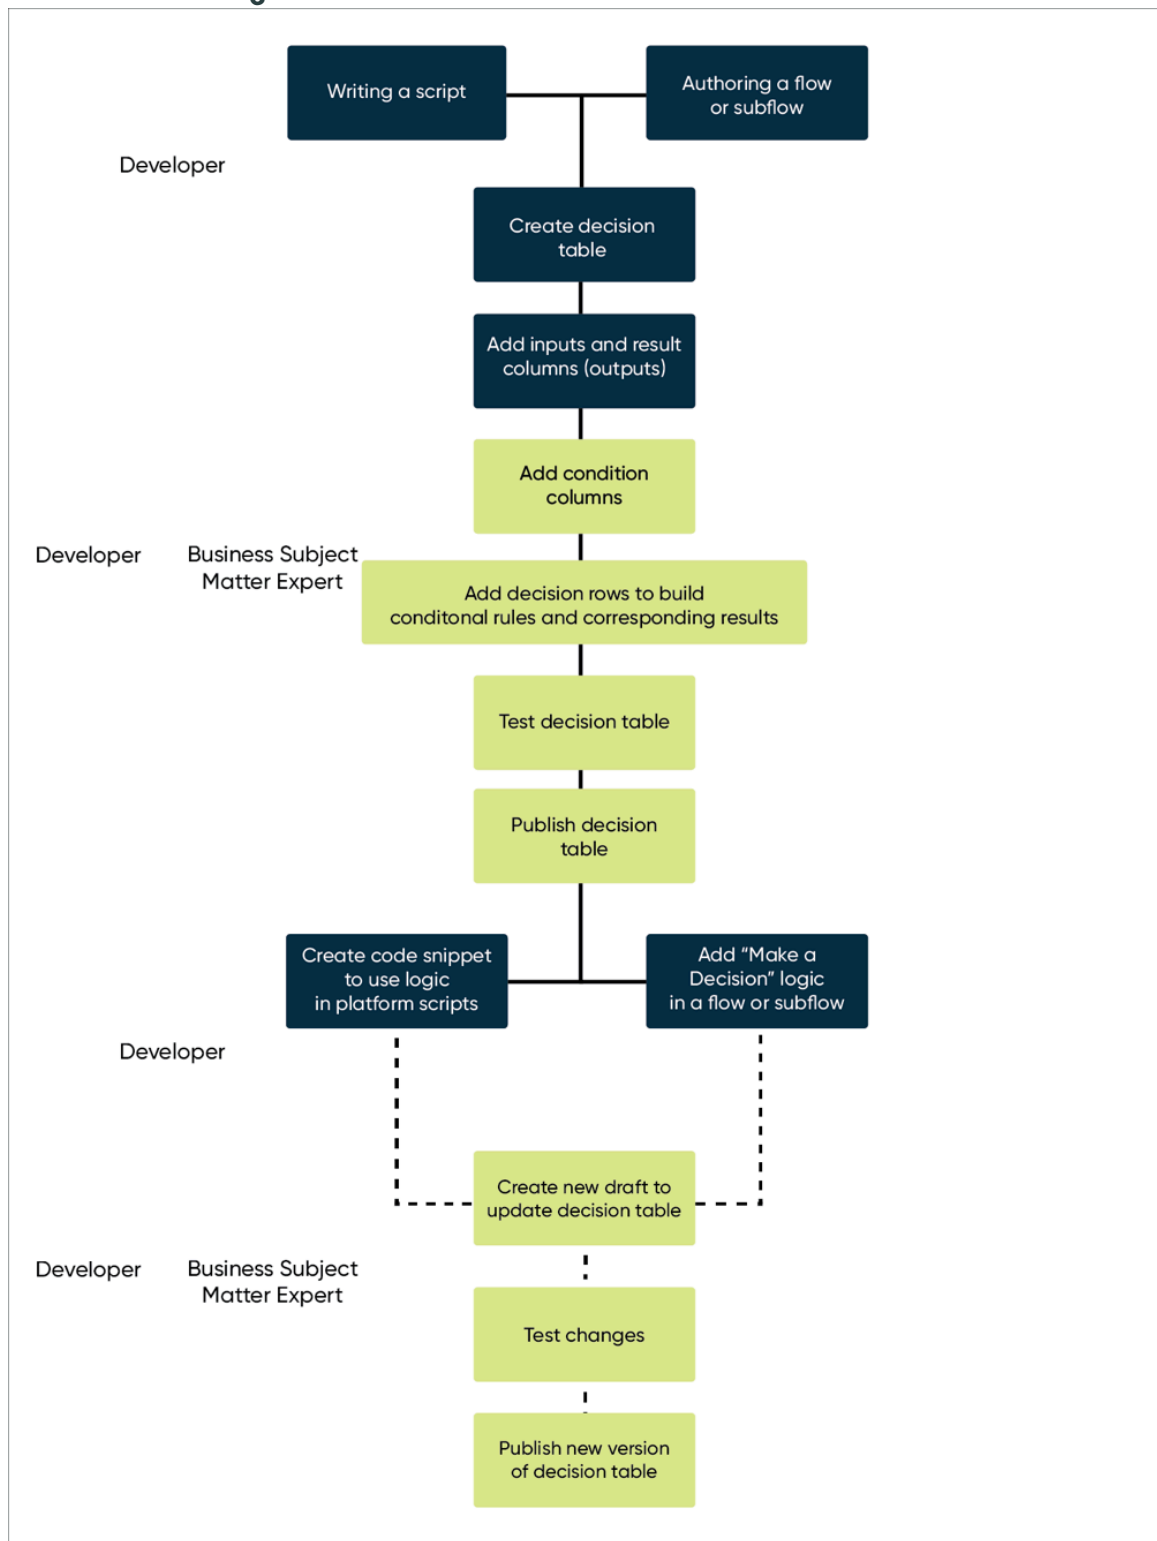 Writing a script
Authoring a flow
or subflow
Developer
Create decision
table
Add inputs and result
columns (outputs)
Add condition
columns
Developer
Business Subject
Matter Expert
Add decision rows to build
conditonal rules and corresponding results
Test decision table
Publish decision
table
Create code snippet
to use logic
in platform scripts
Add “Make a
Decision” logic
in a flow or subflow
Developer
Create new draft to
update decision table
Developer
Business Subject
Matter Expert
Test changes
Publish new version
of decision table